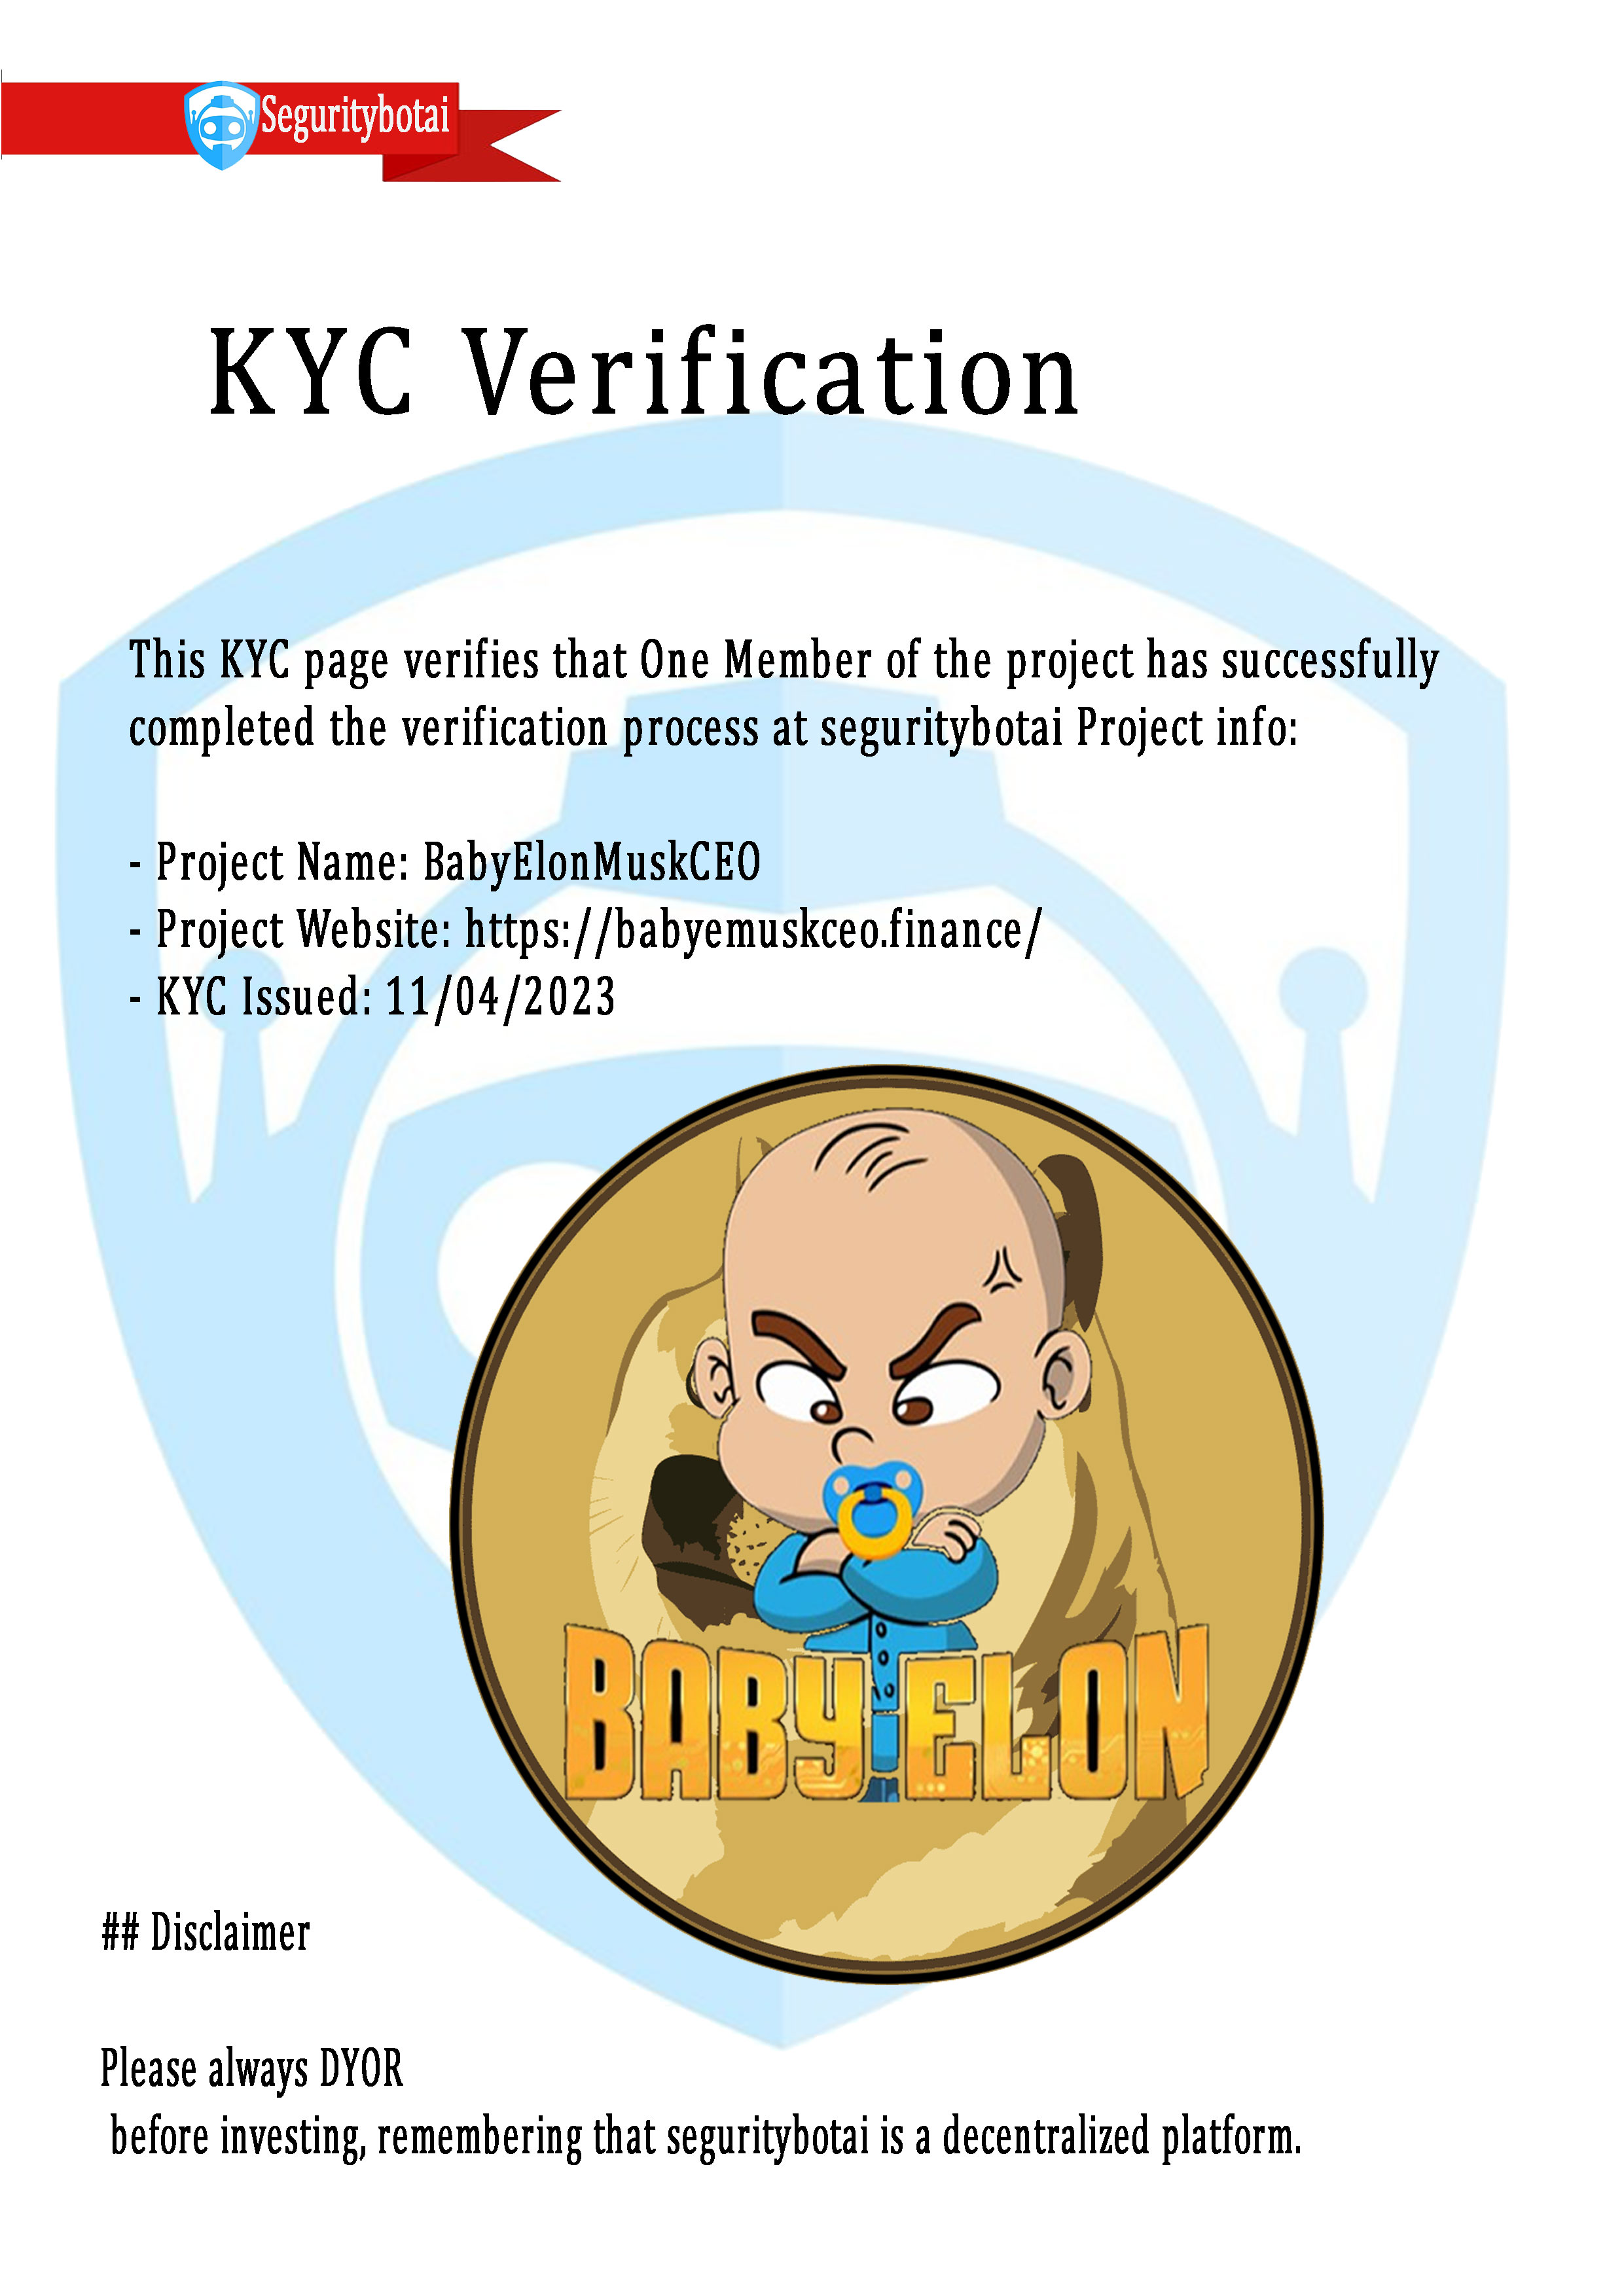 Seguritybotai
KYC Verification
This KYC page verifies that One Member of the project has successfully
completed the verification process at seguritybotai Project info:
- Project Name: BabyElonMuskCEO
- Project Website: https://babyemuskceo.finance/
- KYC Issued: 11/04/2023
BABY ELON
## Disclaimer
Please always DYOR
before investing, remembering that seguritybotai is a decentralized platform.